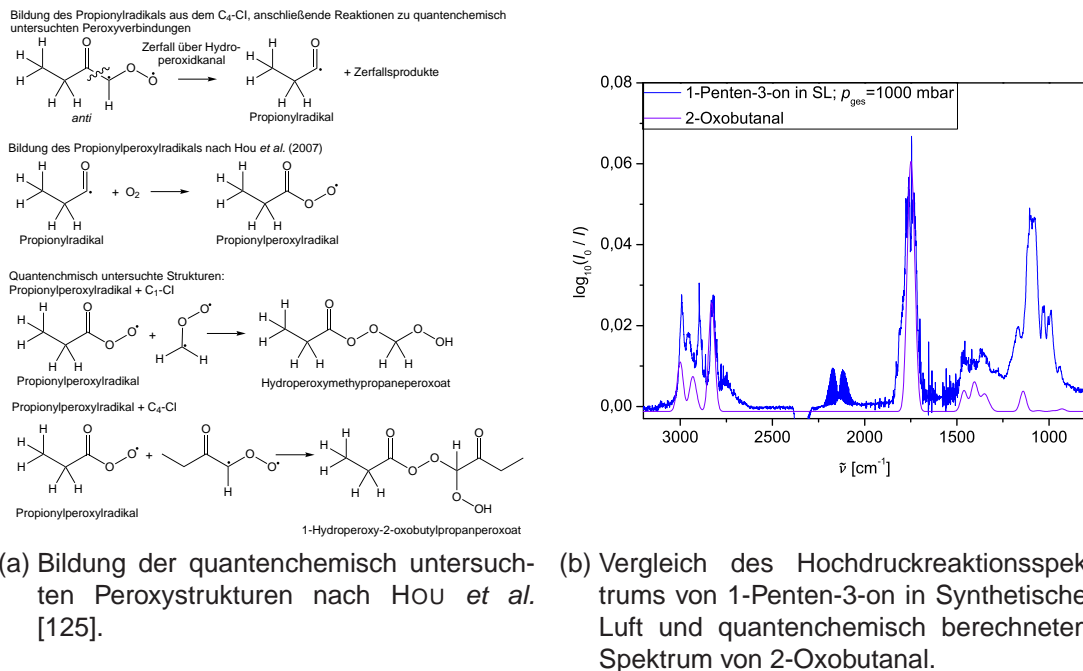 Bildung des Propionylradikals aus dem C4-CI, anschließende Reaktionen zu quantenchemisch
untersuchten Peroxyverbindungen
Zerfall über Hydro-
peroxidkanal
H H H O O O H H H
anti
H H H O H H
+ Zerfallsprodukte
Propionylradikal
Bildung des Propionylperoxylradikals nach Hou et al. (2007)
H H H O H H
+ O2
H H H O O O H H
Propionylradikal
Propionylperoxylradikal
Quantenchmisch untersuchte Strukturen:
Propionylperoxylradikal + C1-CI
H H H O O O H H
+
O O H H
H H H O O O H H O OH
Propionylperoxylradikal
Hydroperoxymethypropaneperoxoat
Propionylperoxylradikal + C4-CI
H H H O O O H H
+
O O O H
H H H O O O H H H O O OH
Propionylperoxylradikal
1-Hydroperoxy-2-oxobutylpropanperoxoat
(a) Bildung der quantenchemisch untersuch-
ten Peroxystrukturen nach HOU et al.
[125].
1-Penten-3-on in SL; pges=1000 mbar
2-Oxobutanal
0,08
0,06
0,04
0,02
0,00
log10(I0 / I)
3000 2500 2000 1500 1000
ṽ [cm-1]
(b) Vergleich des Hochdruckreaktionsspek
trums von 1-Penten-3-on in Synthetische
Luft und quantenchemisch berechneter
Spektrum von 2-Oxobutanal.